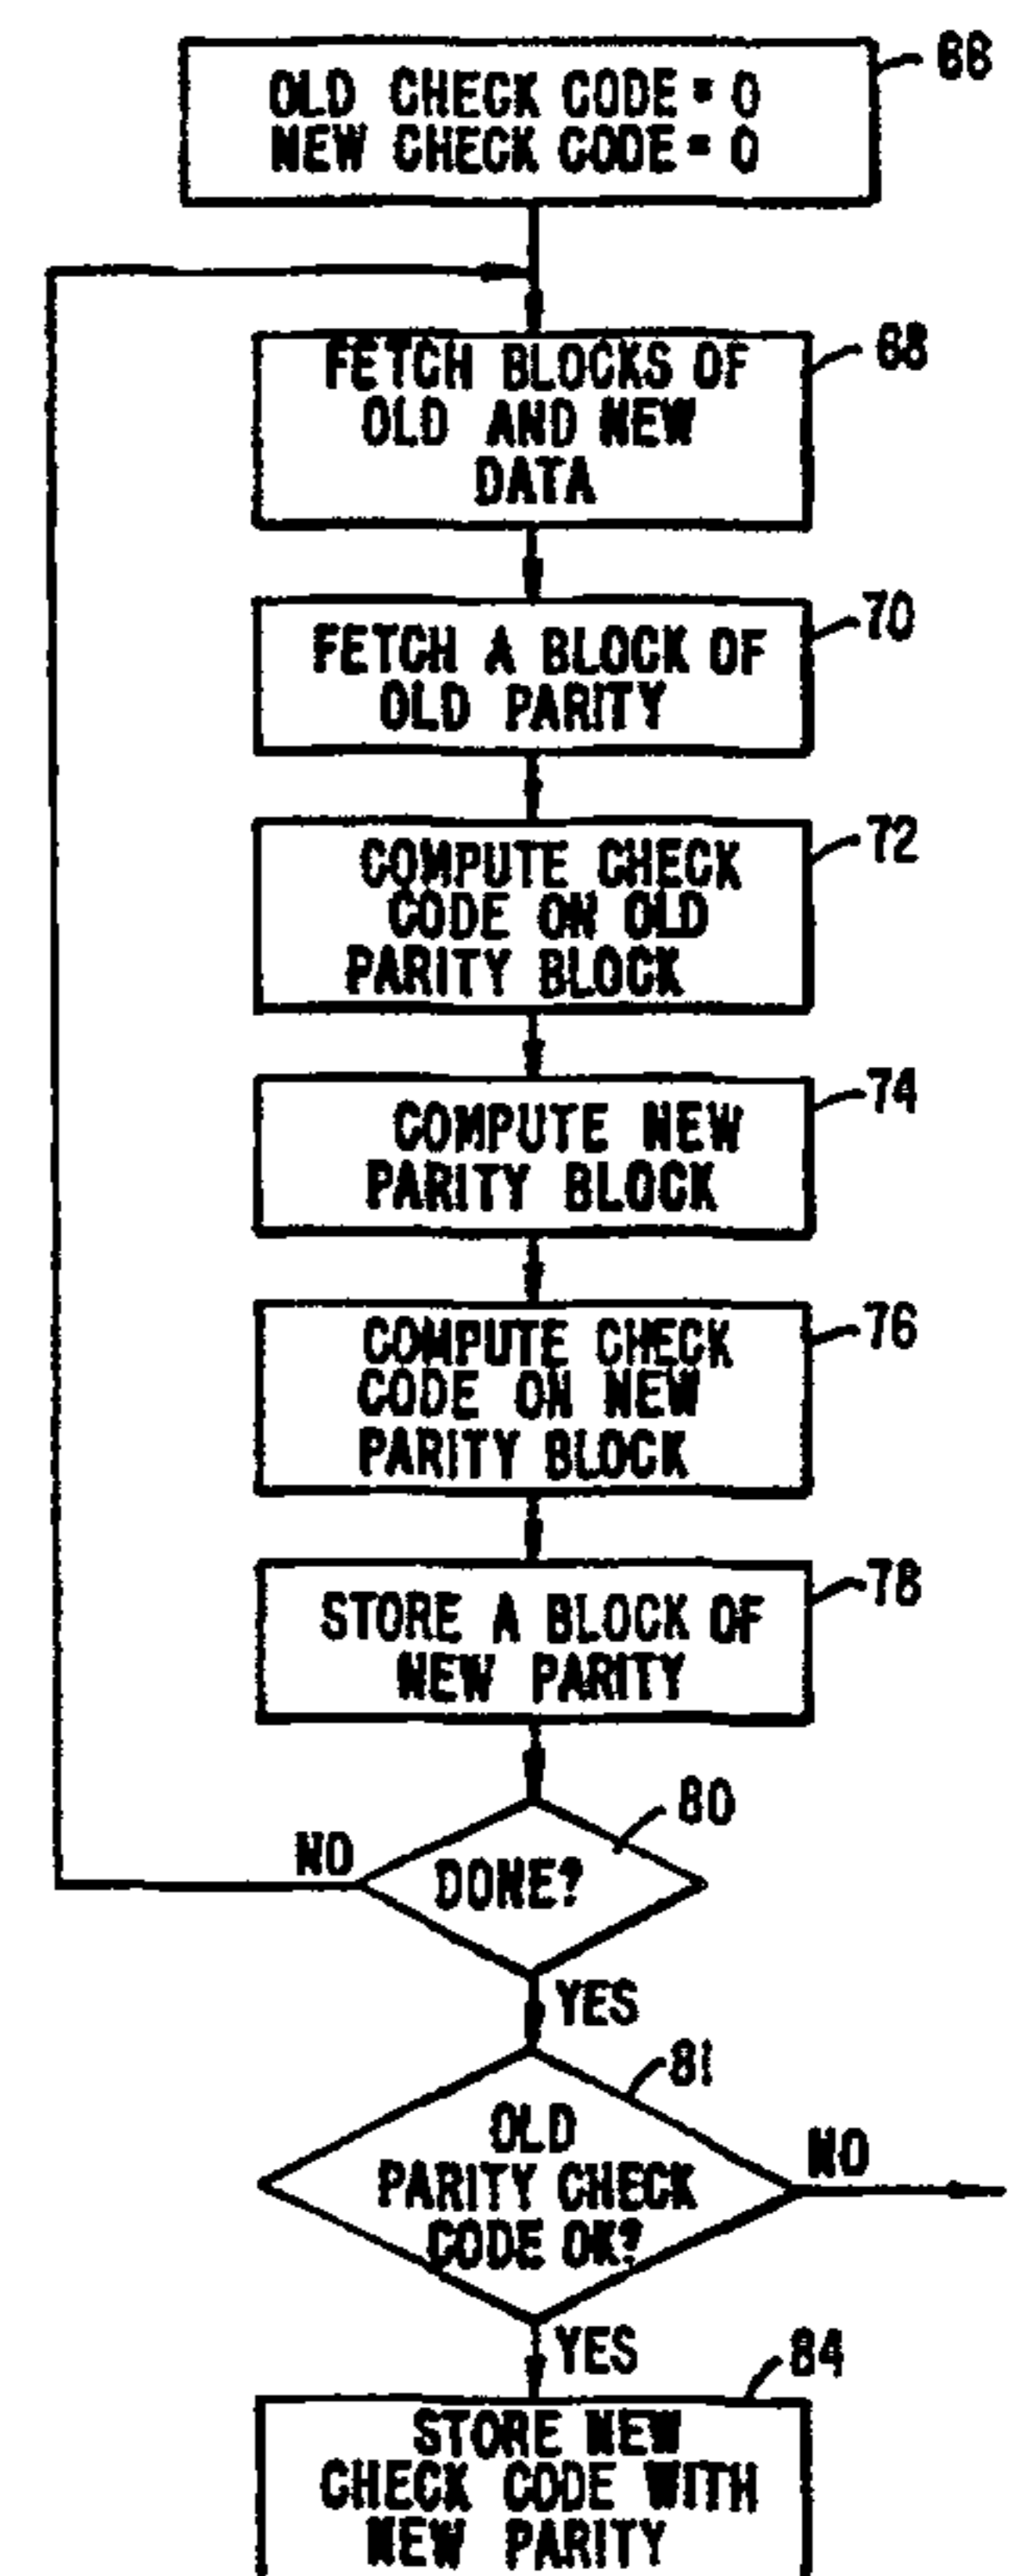 66
OLD CHECK CODE = 0
NEW CHECK CODE = 0
68
FETCH BLOCKS OF
OLD AND NEW
DATA
70
FETCH A BLOCK OF
OLD PARITY
72
COMPUTE CHECK
CODE ON OLD
PARITY BLOCK
74
COMPUTE NEW
PARITY BLOCK
76
COMPUTE CHECK
CODE ON NEW
PARITY BLOCK
78
STORE A BLOCK OF
NEW PARITY
80
NO
DONE?
YES
81
OLD
PARITY CHECK
CODE OK?
NO
YES
84
STORE NEW
CHECK CODE WITH
NEW PARITY